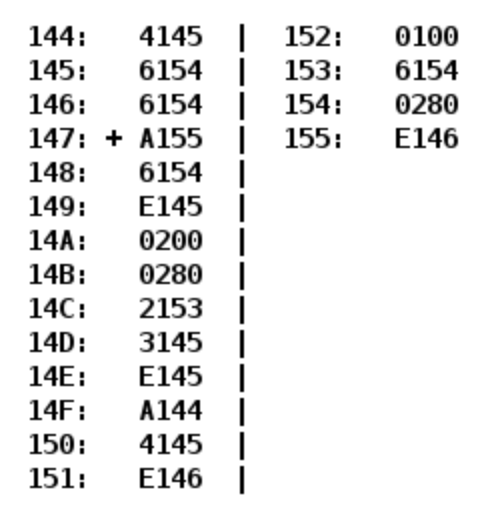 144: 4145 | 152: 0100
145: 6154 | 153: 6154
146: 6154 | 154: 0280
147: + A155 | 155: E146
148: 6154 |
149: E145 |
14A: 0200 |
14B: 0280 |
14C: 2153 |
14D: 3145 |
14E: E145 |
14F: A144 |
150: 4145 |
151: E146 |